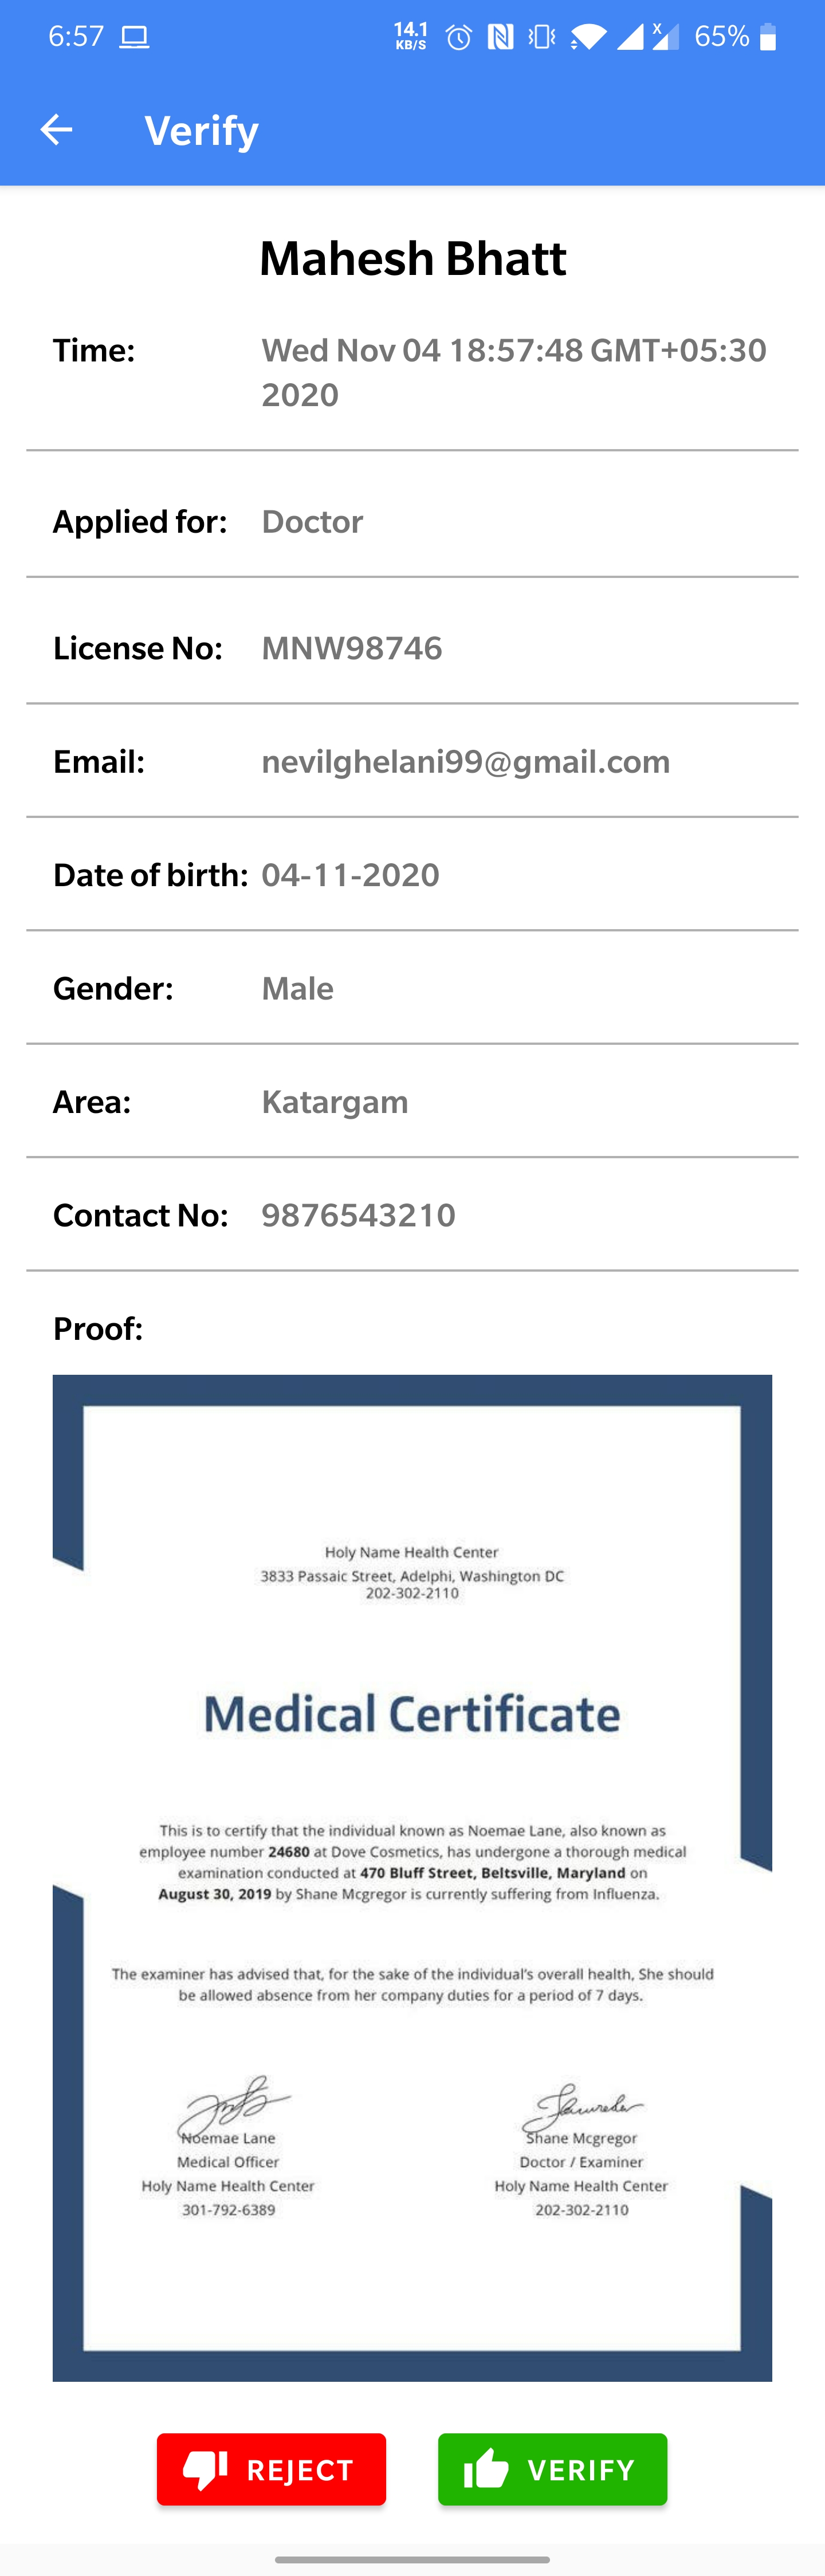 6:57
14.1
KB/S
X
65%
Verify
Mahesh Bhatt
Time: Wed Nov 04 18:57:48 GMT+05:30
2020
Applied for: Doctor
License No: MNW98746
Email: nevilghelani99@gmail.com
Date of birth: 04-11-2020
Gender: Male
Area: Katargam
Contact No: 9876543210
Proof:
Holy Name Health Center
3833 Passaic Street, Adelphi, Washington DC
202-302-2110
Medical Certificate
This is to certify that the individual known as Noemae Lane, also known as
employee number 24680 at Dove Cosmetics, has undergone a thorough medical
examination conducted at 470 Bluff Street, Beltsville, Maryland on
August 30, 2019 by Shane Mcgregor is currently suffering from Influenza.
The examiner has advised that, for the sake of the individual's overall health, She should
be allowed absence from her company duties for a period of 7 days.
Noemae Lane
Medical Officer
Holy Name Health Center
301-792-6389
Shane Mcgregor
Doctor / Examiner
Holy Name Health Center
202-302-2110
REJECT
VERIFY